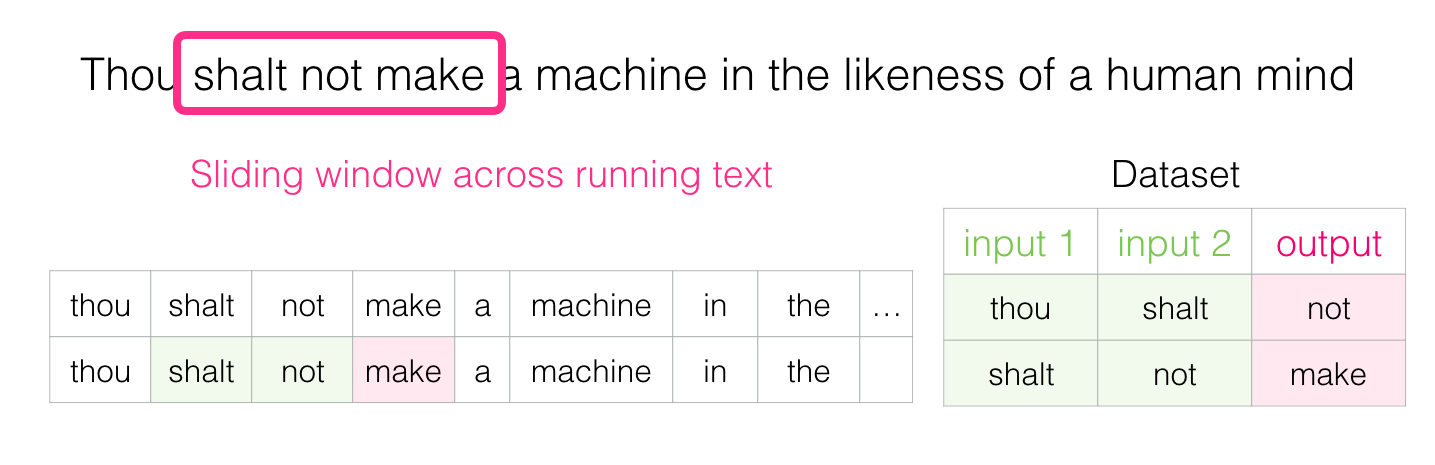 Thou shalt not make a machine in the likeness of a human mind
Sliding window across running text
thou shalt not make a machine in the ...
thou shalt not make a machine in the
Dataset
input 1 input 2 output
thou shalt not
shalt not make